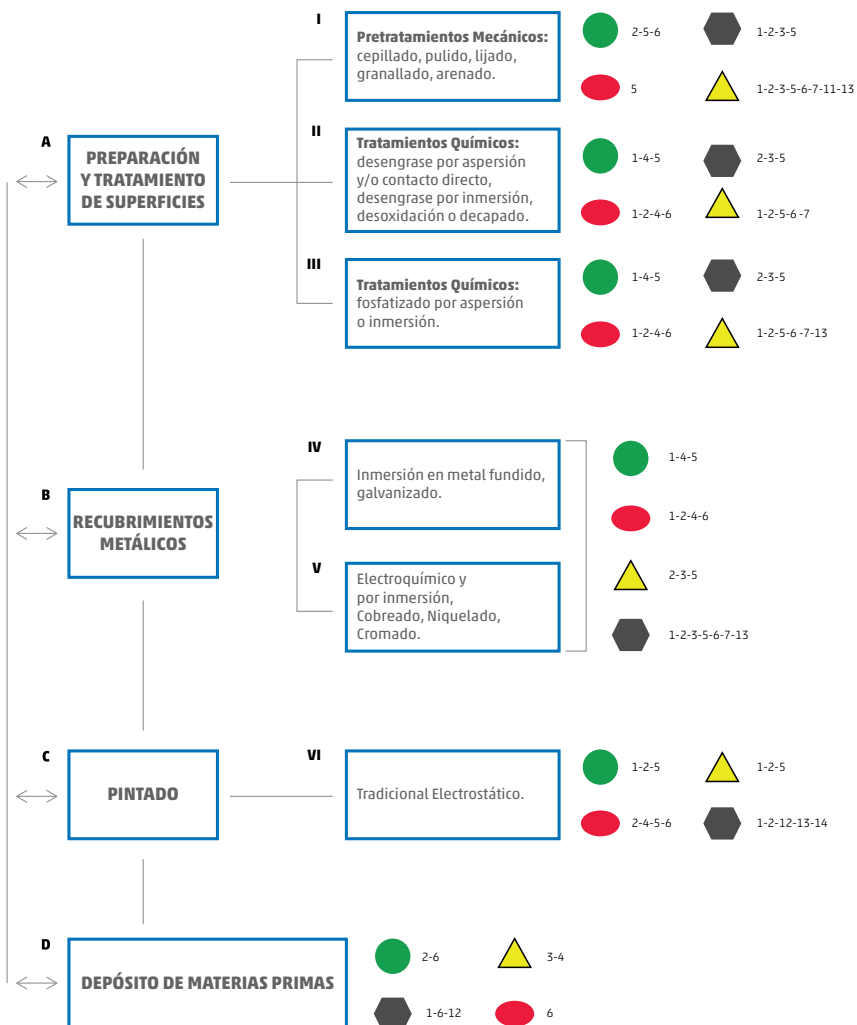 I
Pretratamientos Mecánicos:
cepillado, pulido, lijado,
granallado, arenado.
2-5-6
1-2-3-5
5
1-2-3-5-6-7-11-13
A
PREPARACIÓN
Y TRATAMIENTO
DE SUPERFICIES
II
Tratamientos Químicos:
desengrase por aspersión
y/o contacto directo,
desengrase por inmersión,
desoxidación o decapado.
1-4-5
2-3-5
1-2-4-6
1-2-5-6 -7
III
Tratamientos Químicos:
fosfatizado por aspersión
o inmersión.
1-4-5
2-3-5
1-2-4-6
1-2-5-6 -7-13
B
RECUBRIMIENTOS
METÁLICOS
IV
Inmersión en metal fundido,
galvanizado.
V
Electroquímico y
por inmersión,
Cobreado, Niquelado,
Cromado.
1-4-5
1-2-4-6
2-3-5
1-2-3-5-6-7-13
C
PINTADO
VI
Tradicional Electrostático.
1-2-5
1-2-5
2-4-5-6
1-2-12-13-14
D
DEPÓSITO DE MATERIAS PRIMAS
2-6
3-4
1-6-12
6